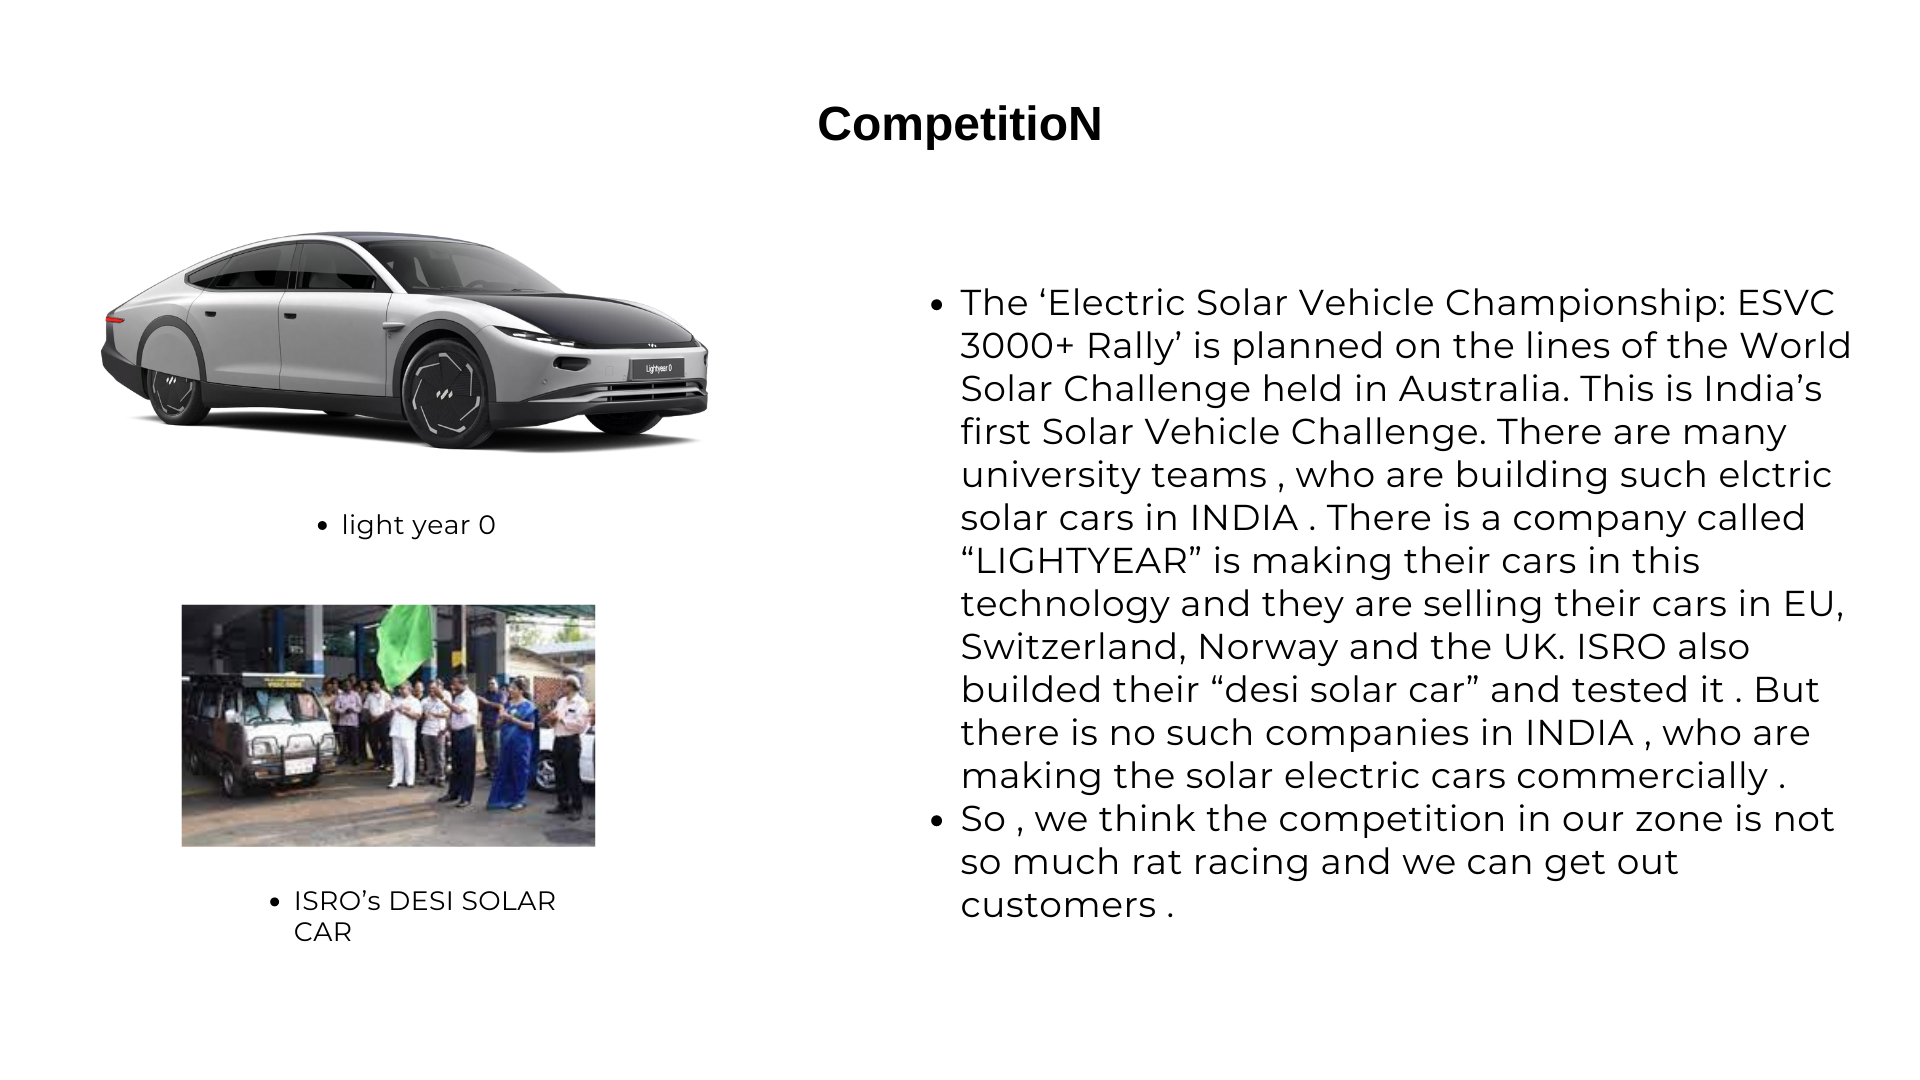 CompetitioN
Lightyear 0
• light year 0
• ISRO’s DESI SOLAR
CAR
• The ‘Electric Solar Vehicle Championship: ESVC
3000+ Rally’ is planned on the lines of the World
Solar Challenge held in Australia. This is India’s
first Solar Vehicle Challenge. There are many
university teams , who are building such elctric
solar cars in INDIA . There is a company called
“LIGHTYEAR” is making their cars in this
technology and they are selling their cars in EU,
Switzerland, Norway and the UK. ISRO also
builded their “desi solar car” and tested it . But
there is no such companies in INDIA , who are
making the solar electric cars commercially .
• So , we think the competition in our zone is not
so much rat racing and we can get out
customers .